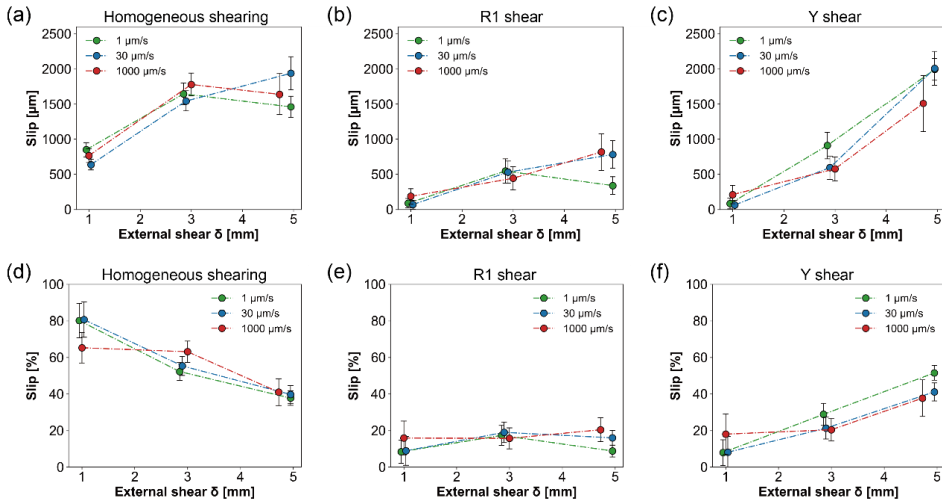 (a) Homogeneous shearing
1 µm/s
30 µm/s
1000 µm/s
2500
2000
1500
1000
500
0
Slip [µm]
1 2 3 4 5
External shear δ [mm]
(b) R1 shear
1 µm/s
30 µm/s
1000 µm/s
2500
2000
1500
1000
500
0
Slip [µm]
1 2 3 4 5
External shear δ [mm]
(c) Y shear
1 µm/s
30 µm/s
1000 µm/s
2500
2000
1500
1000
500
0
Slip [µm]
1 2 3 4 5
External shear δ [mm]
(d) Homogeneous shearing
1 µm/s
30 µm/s
1000 µm/s
100
80
60
40
20
0
Slip [%]
1 2 3 4 5
External shear δ [mm]
(e) R1 shear
1 µm/s
30 µm/s
1000 µm/s
100
80
60
40
20
0
Slip [%]
1 2 3 4 5
External shear δ [mm]
(f) Y shear
1 µm/s
30 µm/s
1000 µm/s
100
80
60
40
20
0
Slip [%]
1 2 3 4 5
External shear δ [mm]